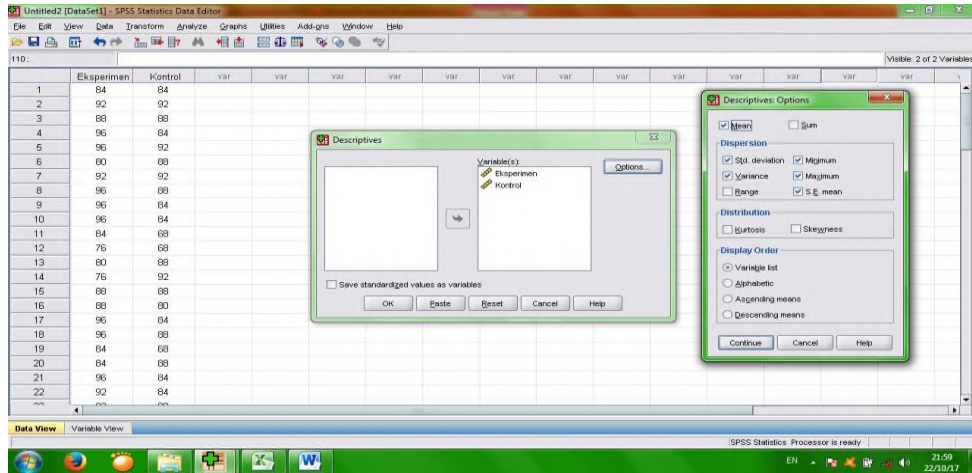 Untitled2 [DataSet1] - SPSS Statistics Data Editor
File Edit View Data Transform Analyze Graphs Utilities Add-ons Window Help
110 :
Visible: 2 of 2 Variables
Eksperimen Kontrol var var var var var var var var var var var var
1 84 84
2 92 92
3 88 88
4 96 84
5 96 92
6 80 88
7 92 92
8 96 88
9 96 84
10 96 84
11 84 68
12 76 68
13 80 88
14 76 92
15 88 88
16 88 80
17 96 84
18 96 88
19 84 68
20 84 88
21 96 84
22 92 84
Descriptives
Variable(s):
Eksperimen
Kontrol
Options...
Save standardized values as variables
OK Paste Reset Cancel Help
Descriptives: Options
Mean Sum
Dispersion
Std. deviation Minimum
Variance Maximum
Range S.E. mean
Distribution
Kurtosis Skewness
Display Order
Variable list
Alphabetic
Ascending means
Descending means
Continue Cancel Help
Data View Variable View
SPSS Statistics Processor is ready
EN 21:59
22/10/17